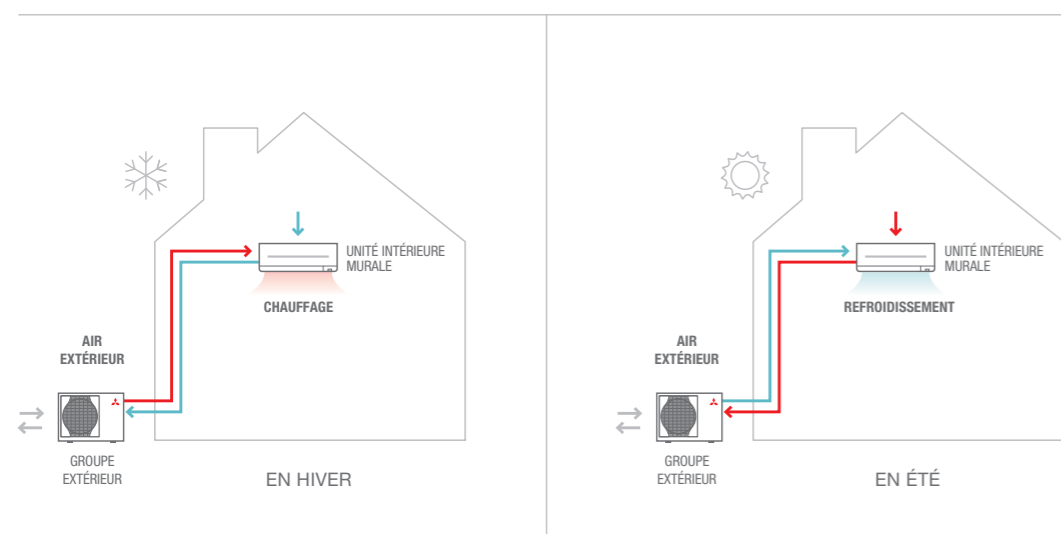 UNITÉ INTÉRIEURE
MURALE
CHAUFFAGE
AIR
EXTÉRIEUR
GROUPE
EXTÉRIEUR
EN HIVER
UNITÉ INTÉRIEURE
MURALE
REFROIDISSEMENT
AIR
EXTÉRIEUR
GROUPE
EXTÉRIEUR
EN ÉTÉ